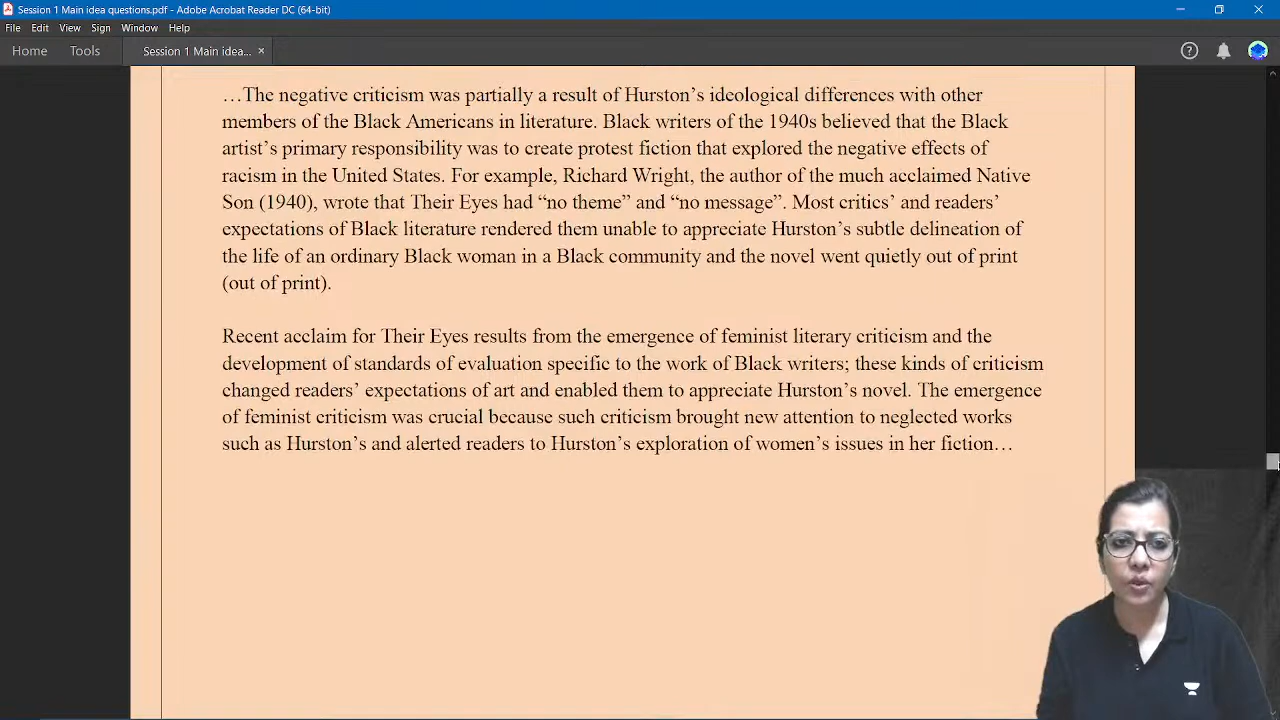 Session 1 Main idea questions.pdf - Adobe Acrobat Reader DC (64-bit)
File Edit View Sign Window Help
Home Tools Session 1 Main idea... ×
…The negative criticism was partially a result of Hurston’s ideological differences with other
members of the Black Americans in literature. Black writers of the 1940s believed that the Black
artist’s primary responsibility was to create protest fiction that explored the negative effects of
racism in the United States. For example, Richard Wright, the author of the much acclaimed Native
Son (1940), wrote that Their Eyes had “no theme” and “no message”. Most critics’ and readers’
expectations of Black literature rendered them unable to appreciate Hurston’s subtle delineation of
the life of an ordinary Black woman in a Black community and the novel went quietly out of print
(out of print).
Recent acclaim for Their Eyes results from the emergence of feminist literary criticism and the
development of standards of evaluation specific to the work of Black writers; these kinds of criticism
changed readers’ expectations of art and enabled them to appreciate Hurston’s novel. The emergence
of feminist criticism was crucial because such criticism brought new attention to neglected works
such as Hurston’s and alerted readers to Hurston’s exploration of women’s issues in her fiction…